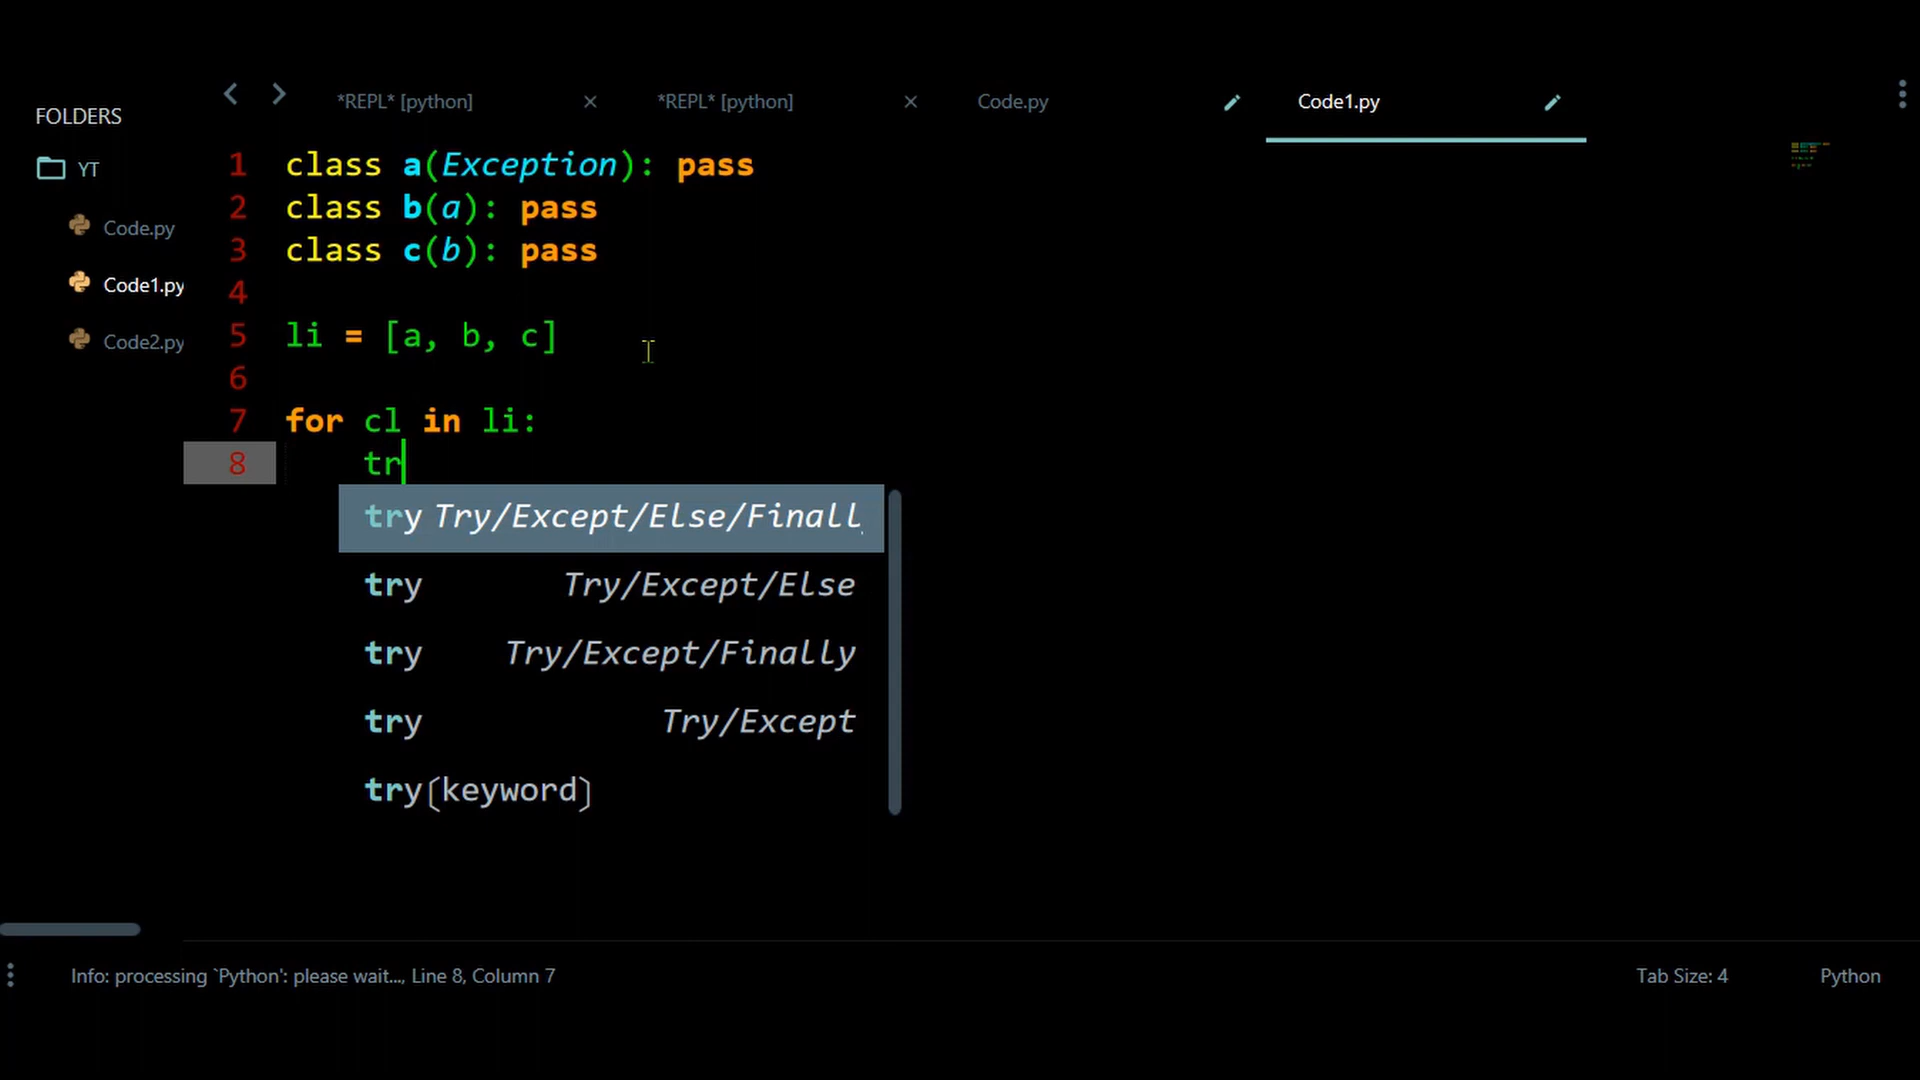 FOLDERS
YT
Code.py
Code1.py
Code2.py
*REPL* [python]
*REPL* [python]
Code.py
Code1.py
1 class a(Exception): pass
2 class b(a): pass
3 class c(b): pass
4
5 li = [a, b, c]
6
7 for cl in li:
8 tr
try Try/Except/Else/Finall
try Try/Except/Else
try Try/Except/Finally
try Try/Except
try(keyword)
Info: processing `Python': please wait..., Line 8, Column 7
Tab Size: 4
Python